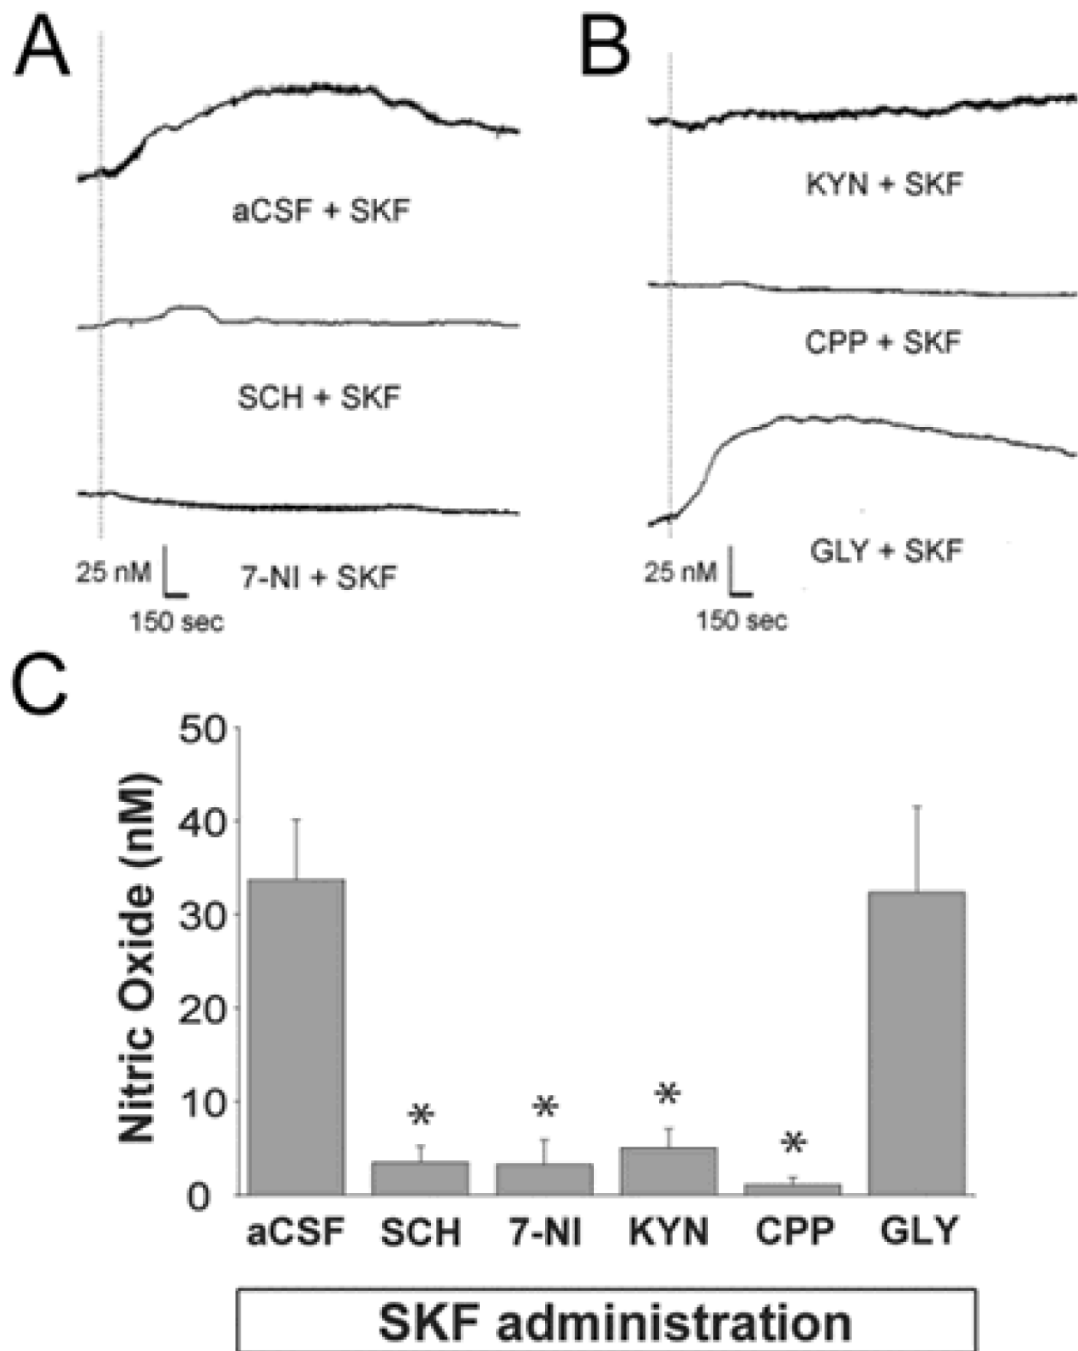 A
aCSF + SKF
SCH + SKF
7-NI + SKF
25 nM
150 sec
B
KYN + SKF
CPP + SKF
GLY + SKF
25 nM
150 sec
C
Nitric Oxide (nM)
50
40
30
20
10
0
* * * *
aCSF SCH 7-NI KYN CPP GLY
SKF administration